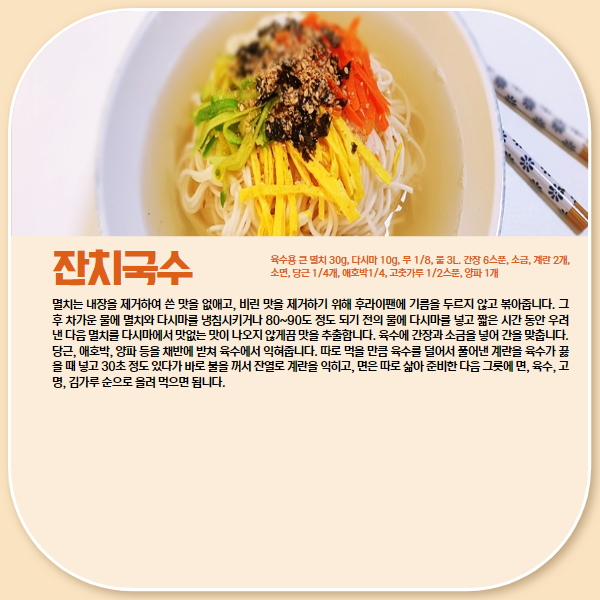 잔치국수
육수용 큰 멸치 30g, 다시마 10g, 무 1/8, 물 3L. 간장 6스푼, 소금, 계란 2개,
소면, 당근 1/4개, 애호박1/4, 고춧가루 1/2스푼, 양파 1개
멸치는 내장을 제거하여 쓴 맛을 없애고, 비린 맛을 제거하기 위해 후라이팬에 기름을 두르지 않고 볶아줍니다. 그
후 차가운 물에 멸치와 다시마를 냉침시키거나 80~90도 정도 되기 전의 물에 다시마를 넣고 짧은 시간 동안 우려
낸 다음 멸치를 다시마에서 맛없는 맛이 나오지 않게끔 맛을 추출합니다. 육수에 간장과 소금을 넣어 간을 맞춥니다.
당근, 애호박, 양파 등을 채반에 받쳐 육수에서 익혀줍니다. 따로 먹을 만큼 육수를 덜어서 풀어낸 계란을 육수가 끓
을 때 넣고 30초 정도 있다가 바로 불을 꺼서 잔열로 계란을 익히고, 면은 따로 삶아 준비한 다음 그릇에 면, 육수, 고
명, 김가루 순으로 올려 먹으면 됩니다.